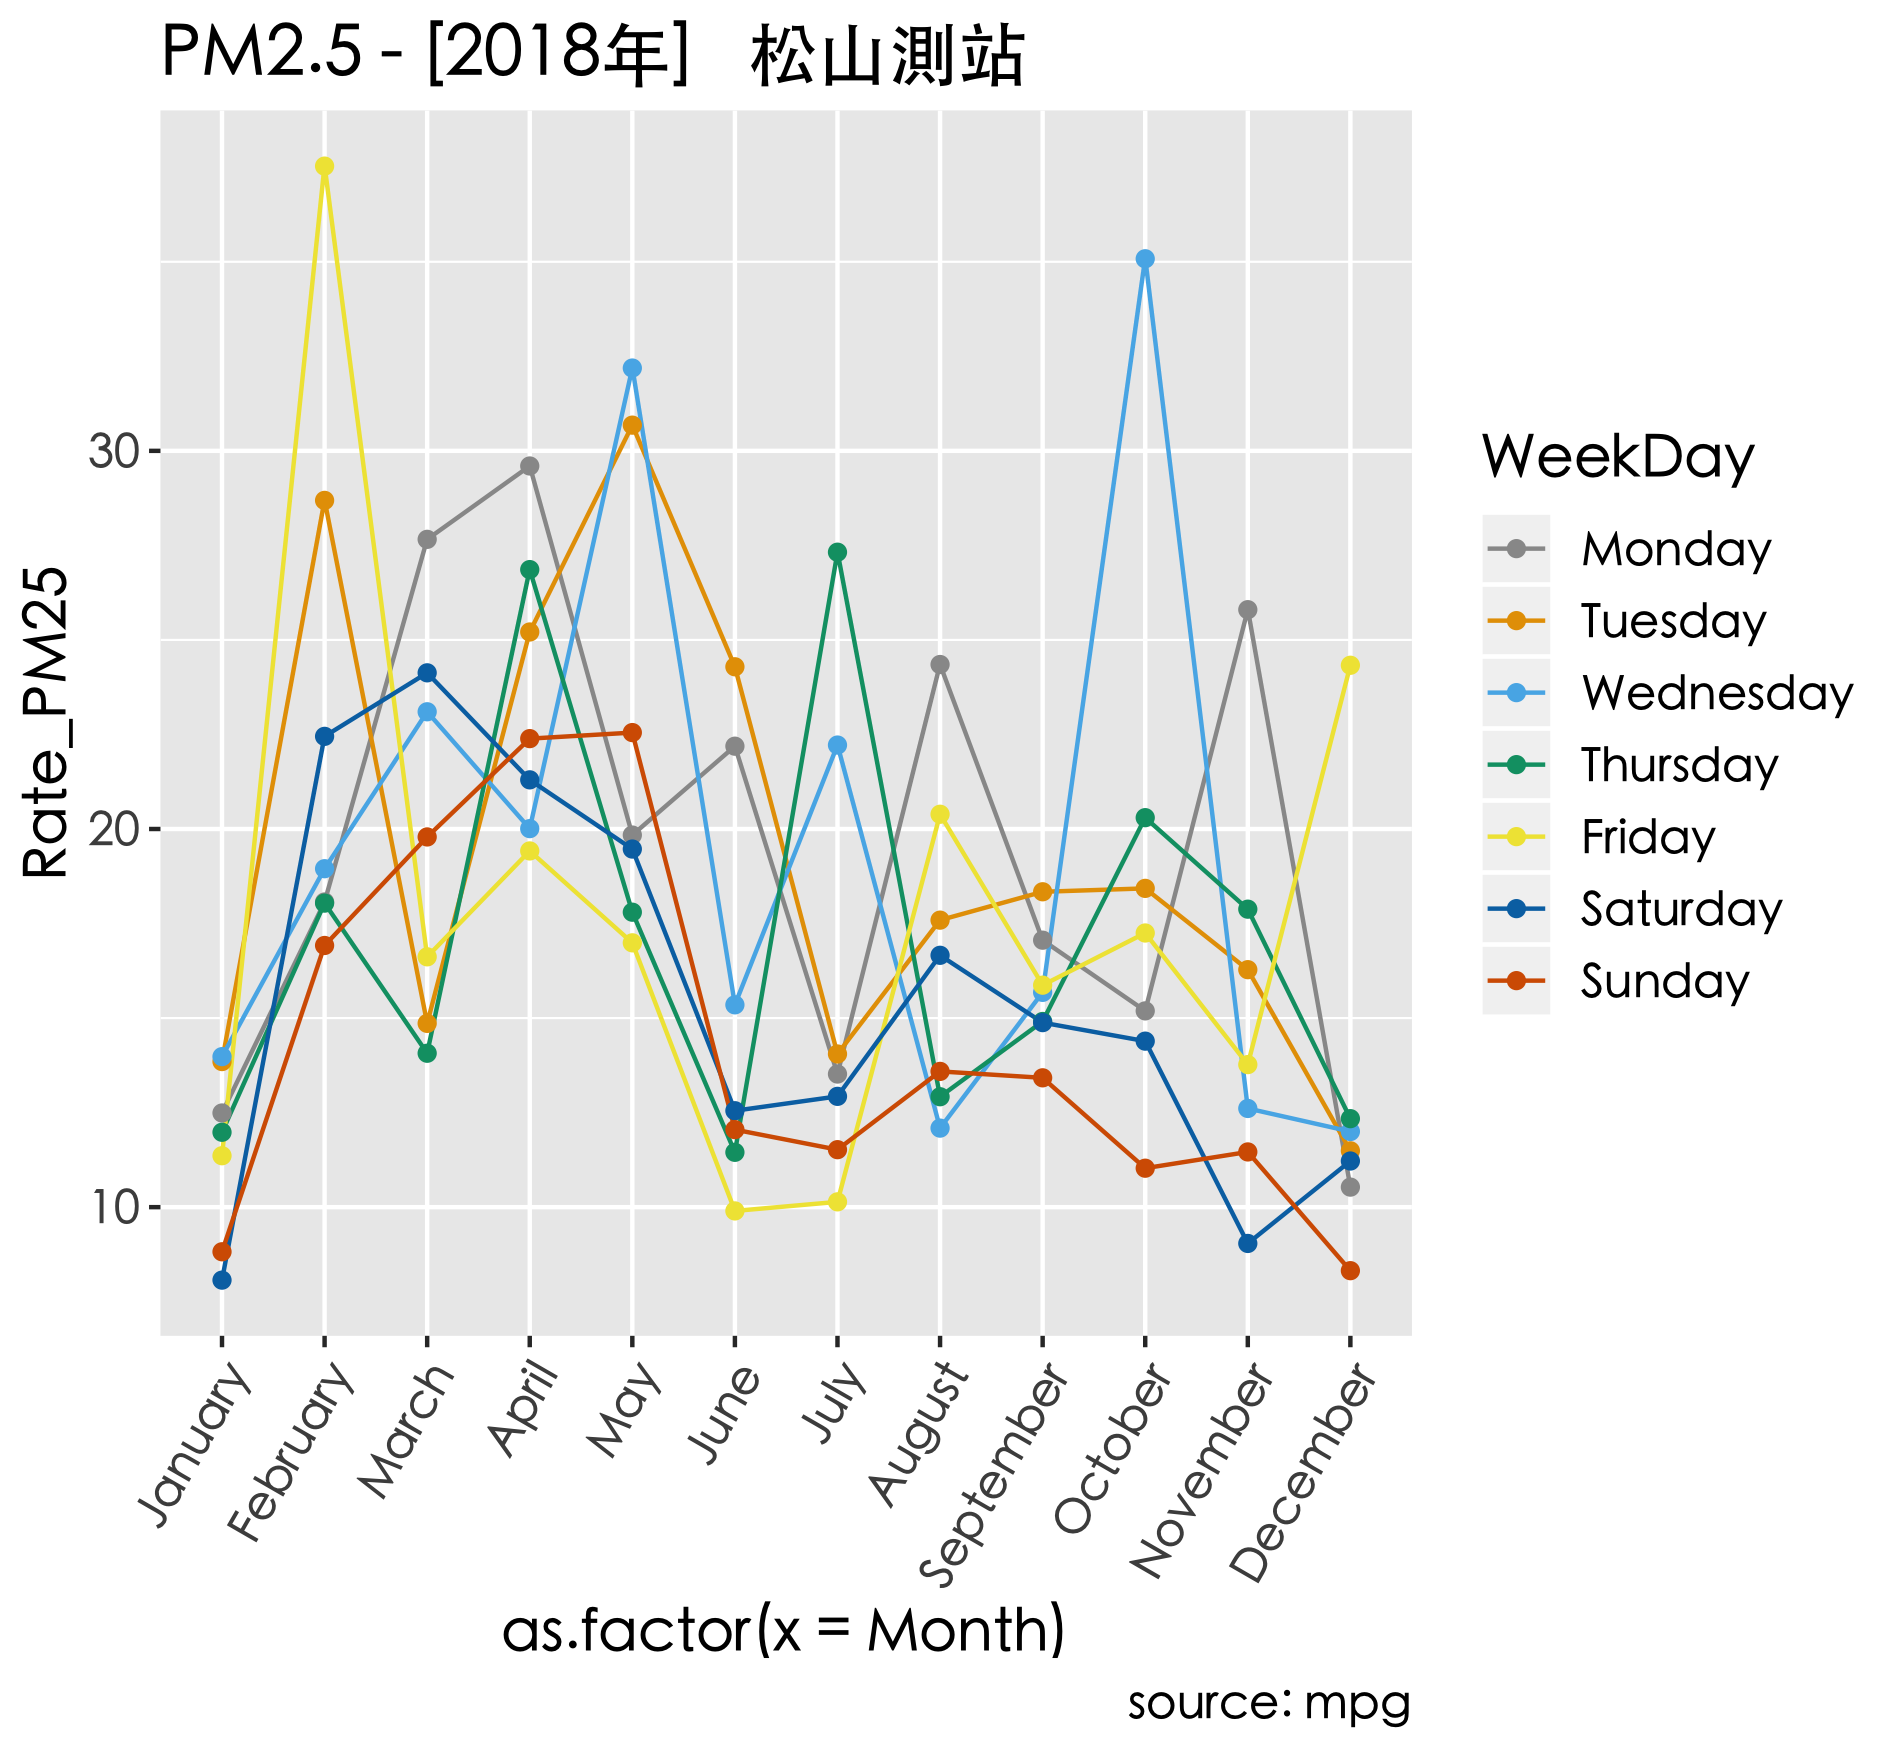 PM2.5 - [2018年] 松山測站
Rate_PM25
30
20
10
January
February
March
April
May
June
July
August
September
October
November
December
as.factor(x = Month)
source: mpg
WeekDay
Monday
Tuesday
Wednesday
Thursday
Friday
Saturday
Sunday